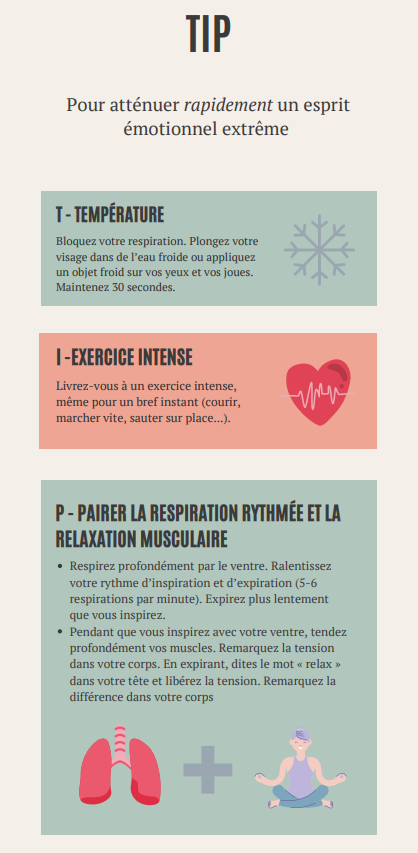 TIP
Pour atténuer rapidement un esprit
émotionnel extrême
T - TEMPÉRATURE
Bloquez votre respiration. Plongez votre
visage dans de l'eau froide ou appliquez
un objet froid sur vos yeux et vos joues.
Maintenez 30 secondes.
I -EXERCICE INTENSE
Livrez-vous à un exercice intense,
même pour un bref instant (courir,
marcher vite, sauter sur place...).
P - PAIRER LA RESPIRATION RYTHMÉE ET LA
RELAXATION MUSCULAIRE
• Respirez profondément par le ventre. Ralentissez
votre rythme d'inspiration et d'expiration (5-6
respirations par minute). Expirez plus lentement
que vous inspirez.
• Pendant que vous inspirez avec votre ventre, tendez
profondément vos muscles. Remarquez la tension
dans votre corps. En expirant, dites le mot « relax »
dans votre tête et libérez la tension. Remarquez la
différence dans votre corps